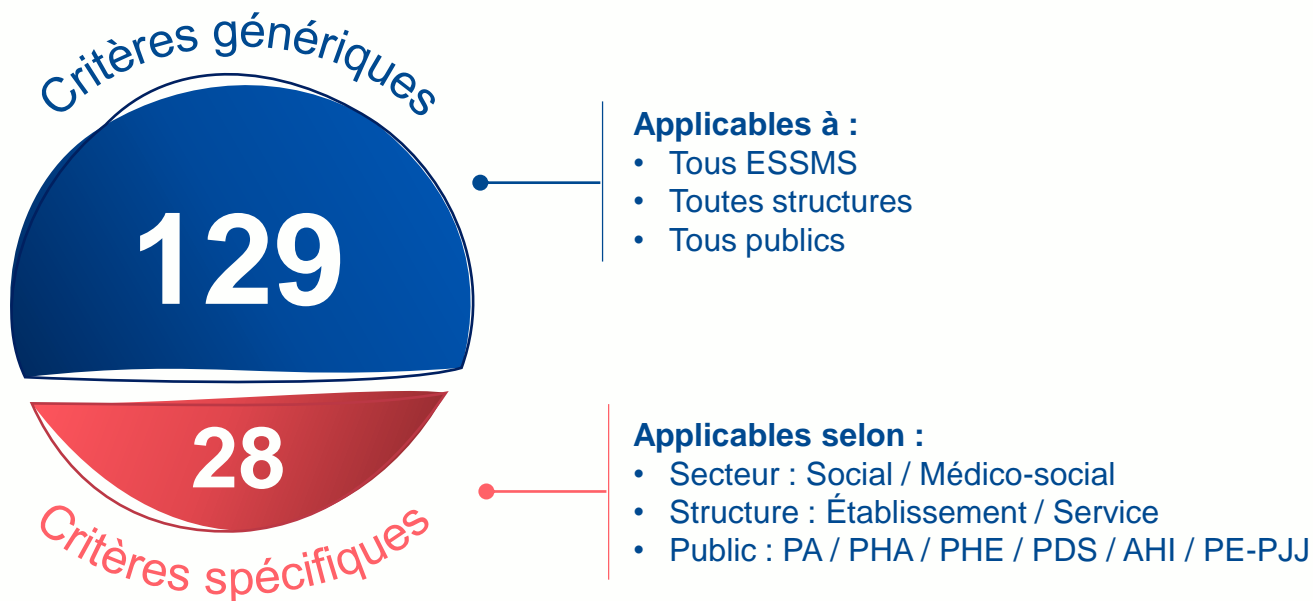 Critères génériques
129
Applicables à :
• Tous ESSMS
• Toutes structures
• Tous publics
28
Critères spécifiques
Applicables selon :
• Secteur : Social / Médico-social
• Structure : Établissement / Service
• Public : PA / PHA / PHE / PDS / AHI / PE-PJJ